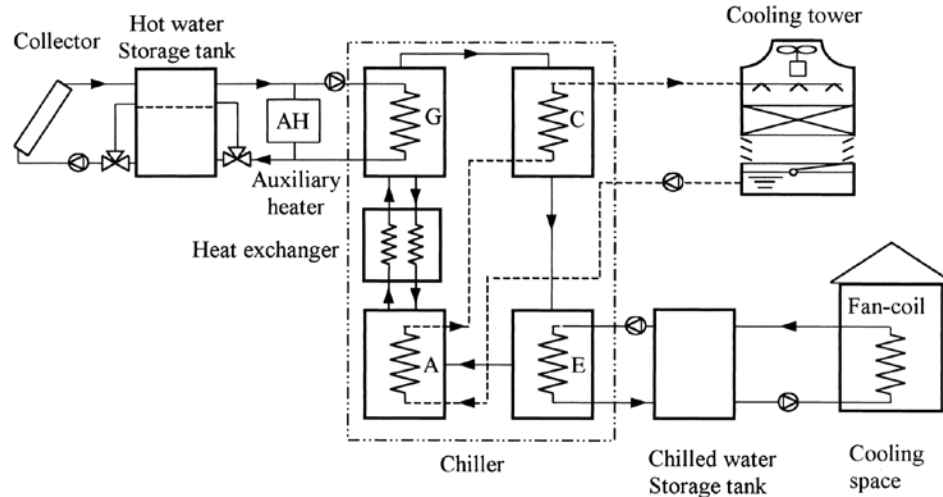 Collector
Hot water
Storage tank
Cooling tower
G
C
AH
Auxiliary
heater
Heat exchanger
Fan-coil
A
E
Chiller
Chilled water
Storage tank
Cooling
space